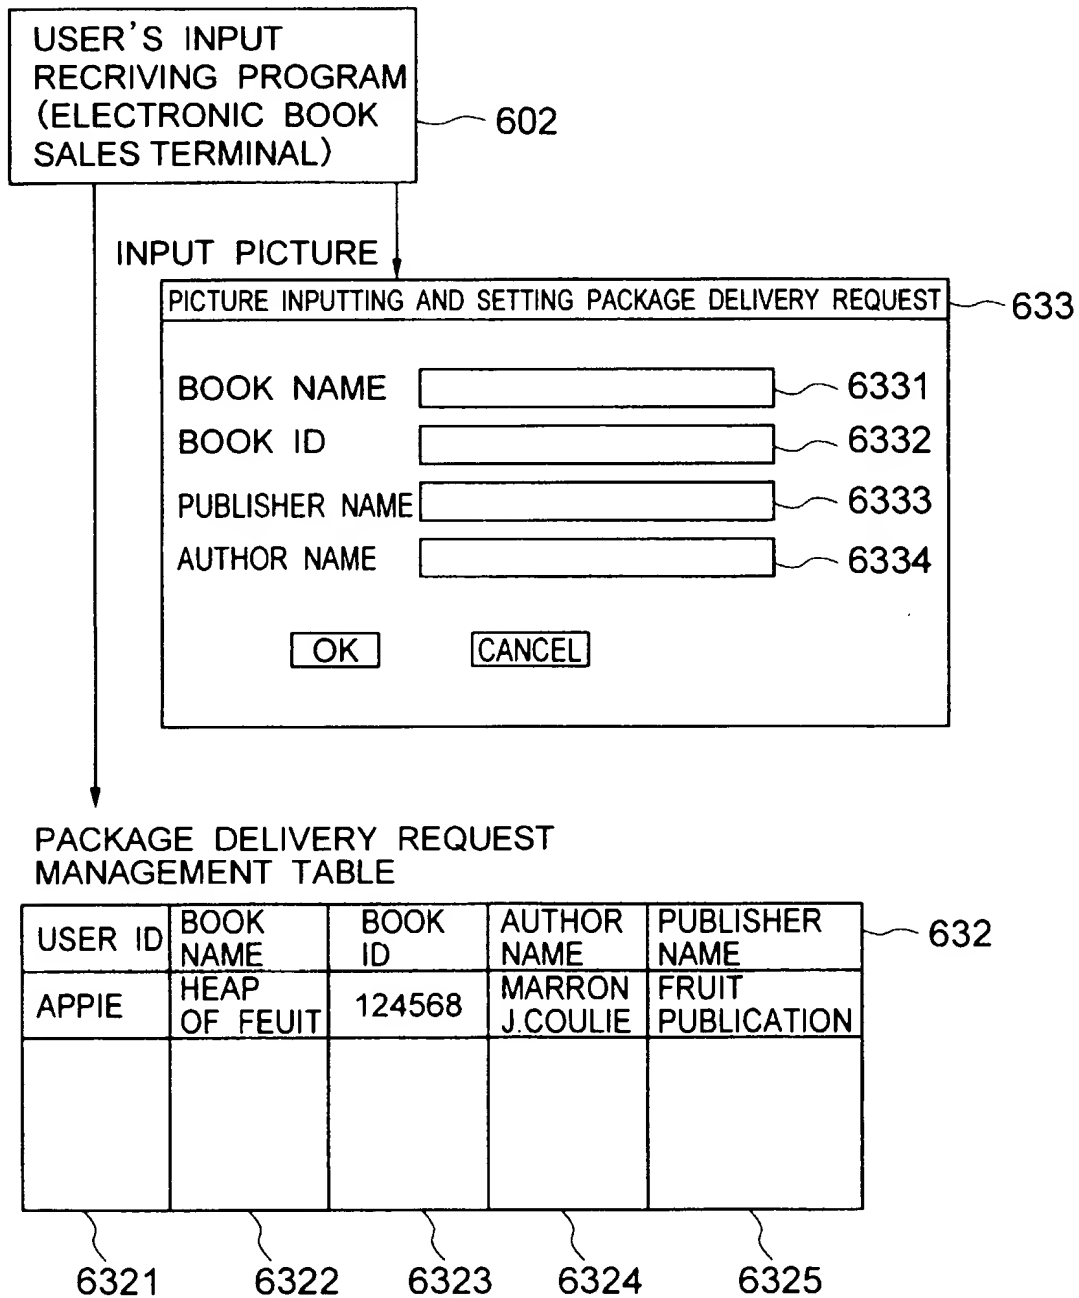 USER'S INPUT
RECRIVING PROGRAM
(ELECTRONIC BOOK
SALES TERMINAL)
602
INPUT PICTURE
PICTURE INPUTTING AND SETTING PACKAGE DELIVERY REQUEST
633
BOOK NAME
6331
BOOK ID
6332
PUBLISHER NAME
6333
AUTHOR NAME
6334
OK
CANCEL
PACKAGE DELIVERY REQUEST
MANAGEMENT TABLE
USER ID
BOOK
NAME
BOOK
ID
AUTHOR
NAME
PUBLISHER
NAME
632
APPIE
HEAP
OF FEUIT
124568
MARRON
J.COULIE
FRUIT
PUBLICATION
6321
6322
6323
6324
6325